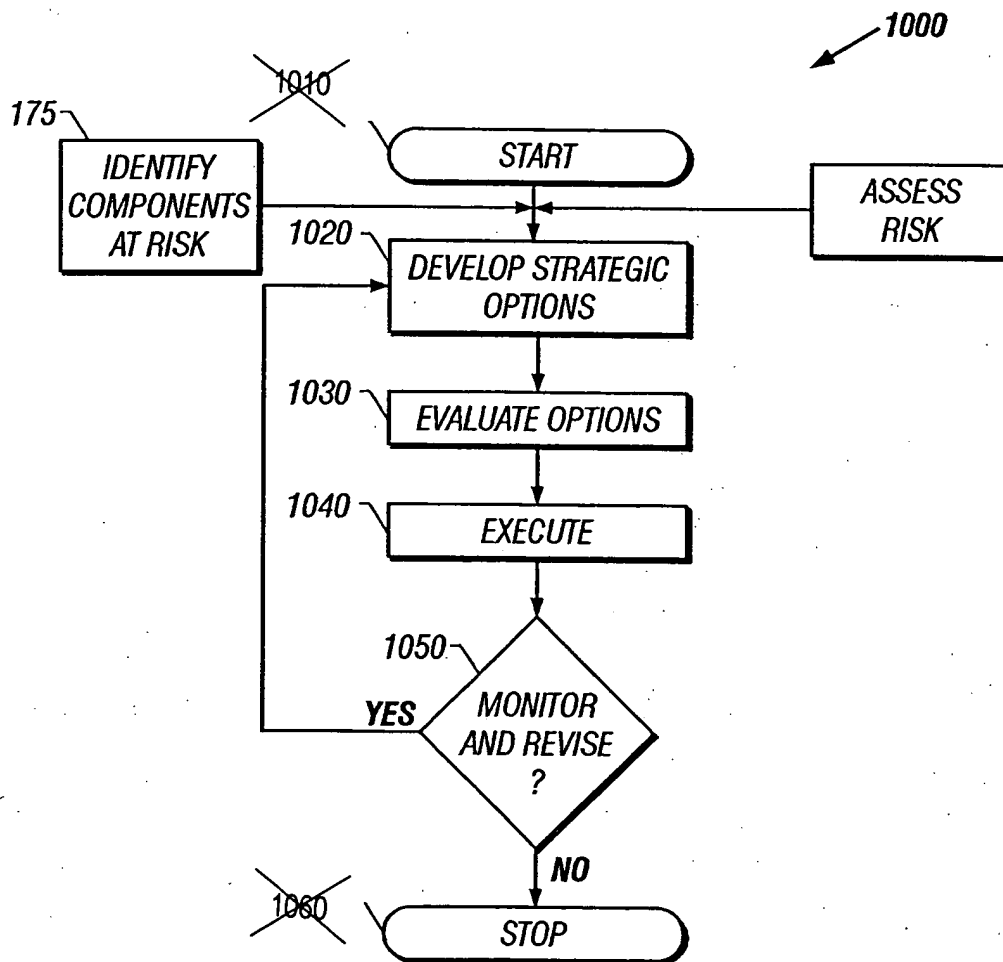 1000
1010
175
START
IDENTIFY
COMPONENTS
AT RISK
ASSESS
RISK
1020
DEVELOP STRATEGIC
OPTIONS
1030
EVALUATE OPTIONS
1040
EXECUTE
1050
YES
MONITOR
AND REVISE
?
NO
1060
STOP